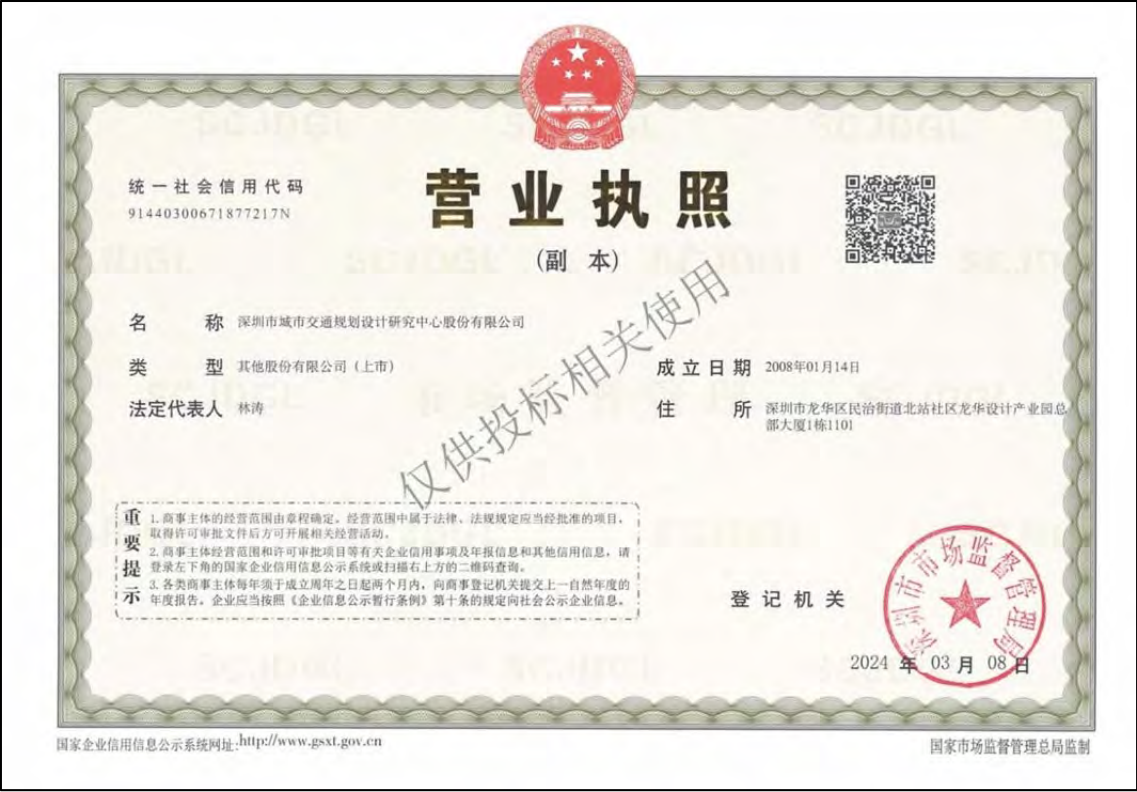 统一社会信用代码
91440300671877217N
营业执照
(副 本)
名 称 深圳市城市交通规划设计研究中心股份有限公司
类 型 其他股份有限公司（上市）
法定代表人 林涛
成立日期 2008年01月14日
住 所 深圳市龙华区民治街道北站社区龙华设计产业园总
部大厦1栋1101
仅供投标相关使用
重要提示
1. 商事主体的经营范围由章程确定。经营范围中属于法律、法规规定应当经批准的项目，
取得许可审批文件后方可开展相关经营活动。
2. 商事主体经营范围和许可审批项目等有关企业信用事项及年报信息和其他信用信息，请
登录左下角的国家企业信用信息公示系统或扫描右上方的二维码查询。
3. 各类商事主体每年须于成立周年之日起两个月内，向商事登记机关提交上一自然年度的
年度报告。企业应当按照《企业信息公示暂行条例》第十条的规定向社会公示企业信息。
登记机关
深圳市市场监督管理局
2024 年 03 月 08 日
国家企业信用信息公示系统网址:http://www.gsxt.gov.cn
国家市场监督管理总局监制